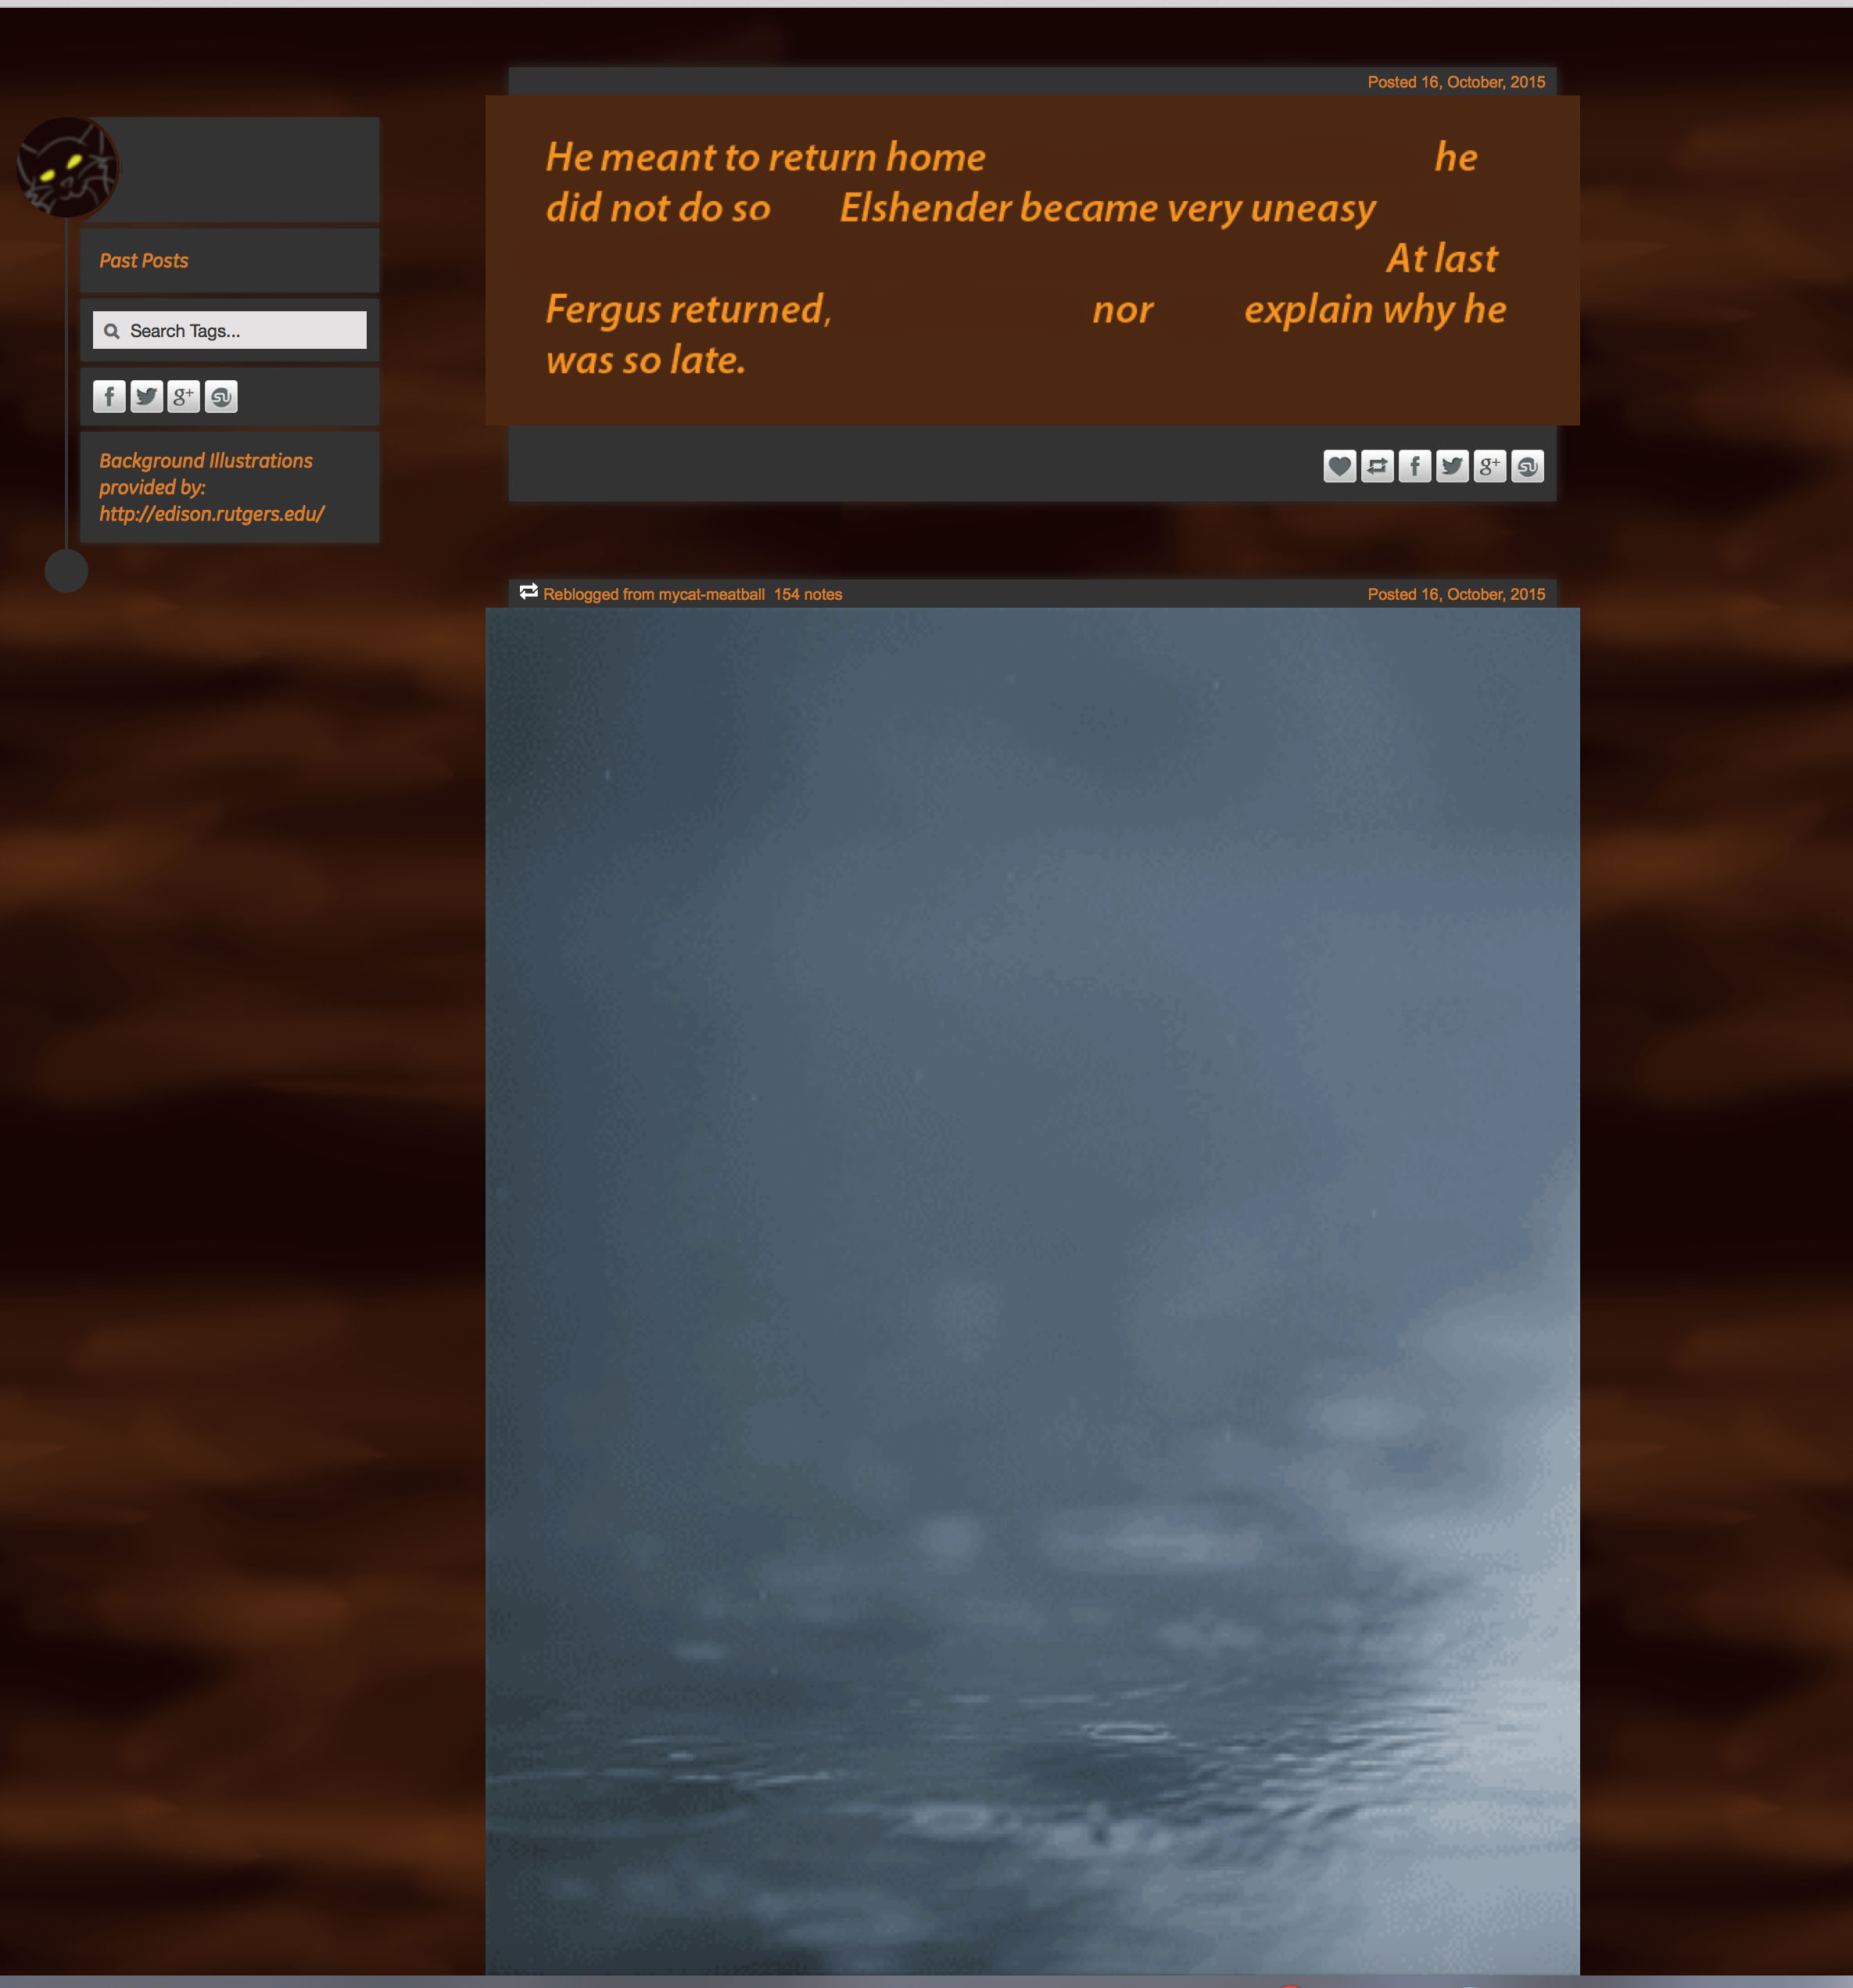 Posted 16, October, 2015
He meant to return home he
did not do so Elshender became very uneasy
At last
Fergus returned, nor explain why he
was so late.
Past Posts
Search Tags...
f g+
Background Illustrations
provided by:
http://edison.rutgers.edu/
f g+
Reblogged from mycat-meatball 154 notes
Posted 16, October, 2015